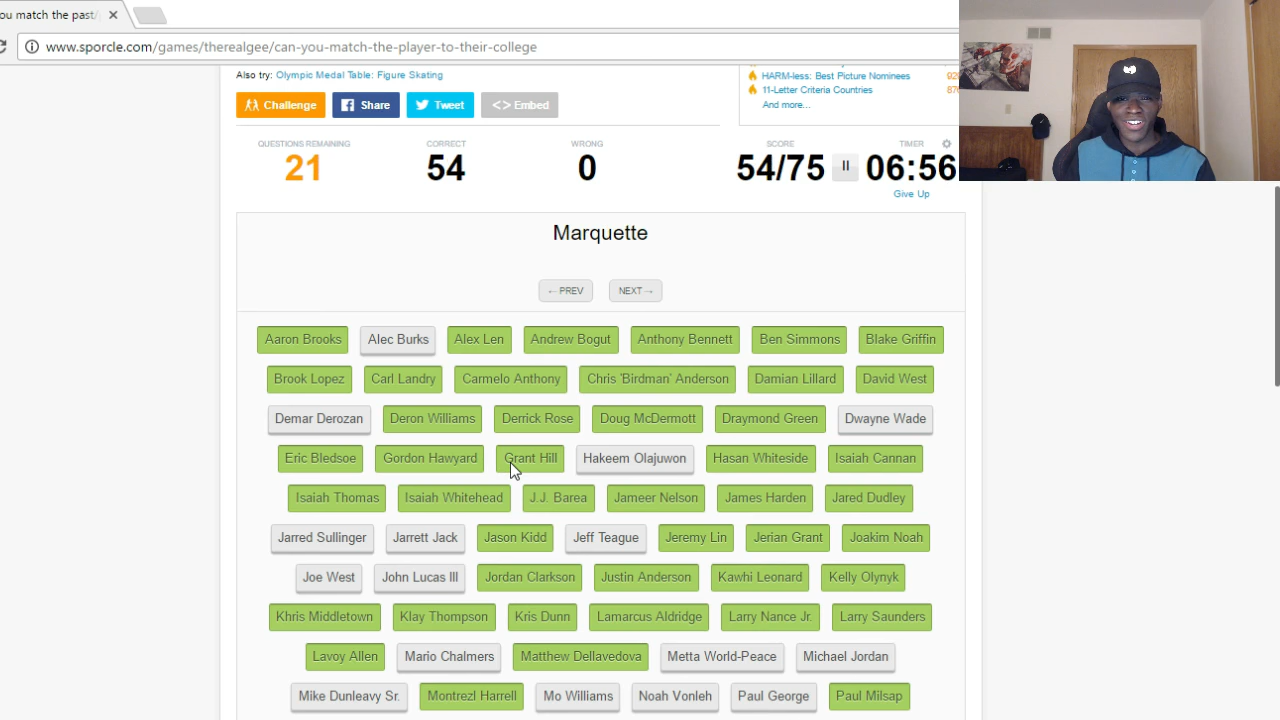 ou match the past/
www.sporcle.com/games/therealgee/can-you-match-the-player-to-their-college
Also try: Olympic Medal Table: Figure Skating
HARM-less: Best Picture Nominees
11-Letter Criteria Countries
And more...
Challenge Share Tweet <> Embed
QUESTIONS REMAINING CORRECT WRONG SCORE TIMER
21 54 0 54/75 06:56
Give Up
Marquette
← PREV NEXT →
Aaron Brooks Alec Burks Alex Len Andrew Bogut Anthony Bennett Ben Simmons Blake Griffin
Brook Lopez Carl Landry Carmelo Anthony Chris 'Birdman' Anderson Damian Lillard David West
Demar Derozan Deron Williams Derrick Rose Doug McDermott Draymond Green Dwayne Wade
Eric Bledsoe Gordon Hawyard Grant Hill Hakeem Olajuwon Hasan Whiteside Isaiah Cannan
Isaiah Thomas Isaiah Whitehead J.J. Barea Jameer Nelson James Harden Jared Dudley
Jarred Sullinger Jarrett Jack Jason Kidd Jeff Teague Jeremy Lin Jerian Grant Joakim Noah
Joe West John Lucas III Jordan Clarkson Justin Anderson Kawhi Leonard Kelly Olynyk
Khris Middletown Klay Thompson Kris Dunn Lamarcus Aldridge Larry Nance Jr. Larry Saunders
Lavoy Allen Mario Chalmers Matthew Dellavedova Metta World-Peace Michael Jordan
Mike Dunleavy Sr. Montrezl Harrell Mo Williams Noah Vonleh Paul George Paul Milsap